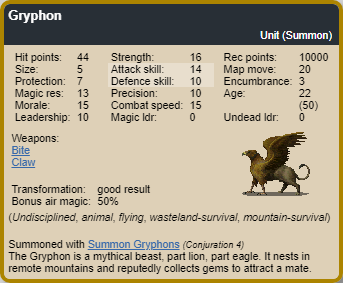 Gryphon
Unit (Summon)
Hit points: 44 Strength: 16 Rec points: 10000
Size: 5 Attack skill: 14 Map move: 20
Protection: 7 Defence skill: 10 Encumbrance: 3
Magic res: 13 Precision: 10 Age: 22
Morale: 15 Combat speed: 15 (50)
Leadership: 10 Magic ldr: 0 Undead ldr: 0
Weapons:
Bite
Claw
Transformation: good result
Bonus air magic: 50%
(Undisciplined, animal, flying, wasteland-survival, mountain-survival)
Summoned with Summon Gryphons (Conjuration 4)
The Gryphon is a mythical beast, part lion, part eagle. It nests in
remote mountains and reputedly collects gems to attract a mate.